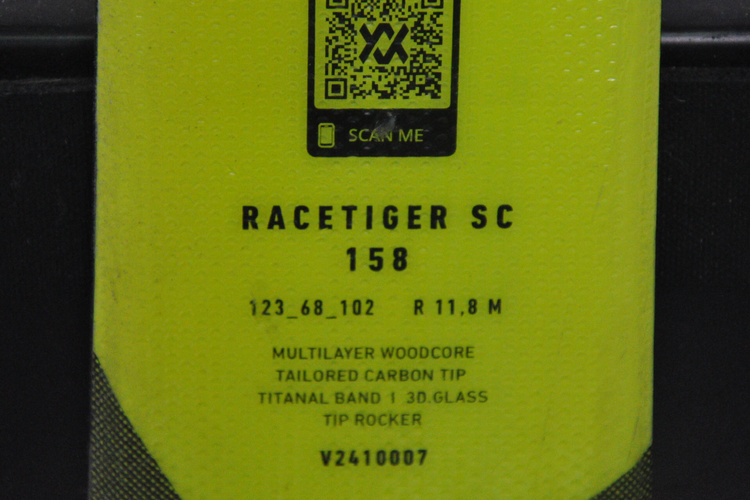 SCAN ME
RACETIGER SC
158
123_68_102 R 11,8 M
MULTILAYER WOODCORE
TAILORED CARBON TIP
TITANAL BAND I 3D.GLASS
TIP ROCKER
V2410007